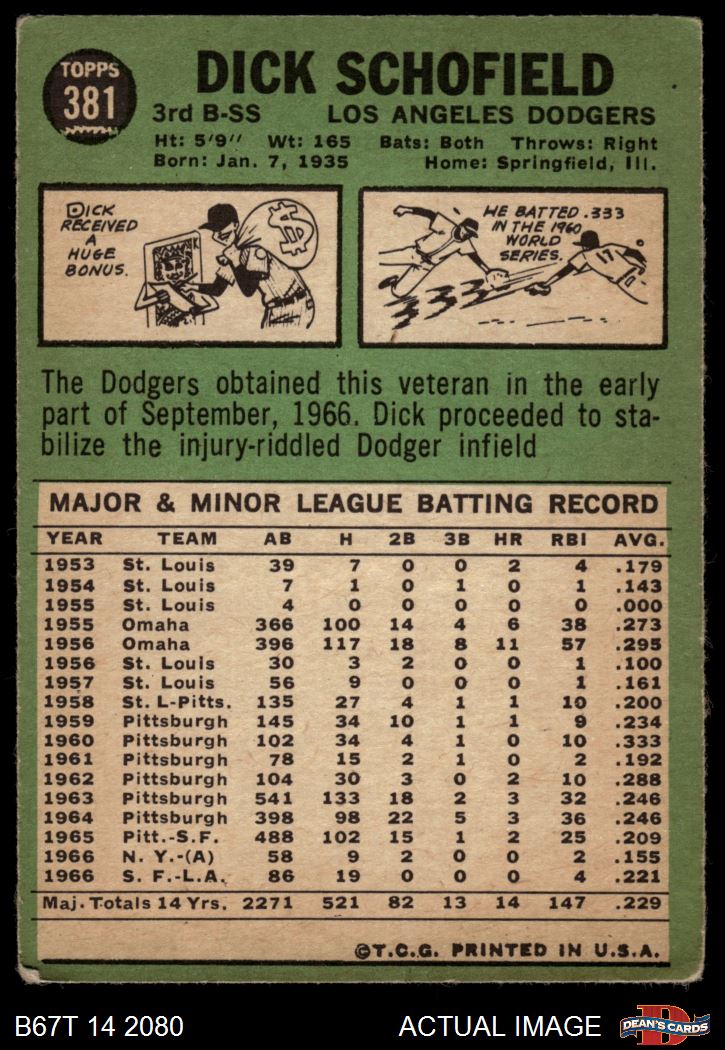 TOPPS
381
DICK SCHOFIELD
3rd B-SS LOS ANGELES DODGERS
Ht: 5'9" Wt: 165 Bats: Both Throws: Right
Born: Jan. 7, 1935 Home: Springfield, Ill.
DICK
RECEIVED
A
HUGE
BONUS.
$
K
HE BATTED .333
IN THE 1960
WORLD
SERIES.
17
The Dodgers obtained this veteran in the early
part of September, 1966. Dick proceeded to sta-
bilize the injury-riddled Dodger infield
MAJOR & MINOR LEAGUE BATTING RECORD
YEAR TEAM AB H 2B 3B HR RBI AVG.
1953 St. Louis 39 7 0 0 2 4 .179
1954 St. Louis 7 1 0 1 0 1 .143
1955 St. Louis 4 0 0 0 0 0 .000
1955 Omaha 366 100 14 4 6 38 .273
1956 Omaha 396 117 18 8 11 57 .295
1956 St. Louis 30 3 2 0 0 1 .100
1957 St. Louis 56 9 0 0 0 1 .161
1958 St. L-Pitts. 135 27 4 1 1 10 .200
1959 Pittsburgh 145 34 10 1 1 9 .234
1960 Pittsburgh 102 34 4 1 0 10 .333
1961 Pittsburgh 78 15 2 1 0 2 .192
1962 Pittsburgh 104 30 3 0 2 10 .288
1963 Pittsburgh 541 133 18 2 3 32 .246
1964 Pittsburgh 398 98 22 5 3 36 .246
1965 Pitt.-S.F. 488 102 15 1 2 25 .209
1966 N. Y.-(A) 58 9 2 0 0 2 .155
1966 S. F.-L.A. 86 19 0 0 0 4 .221
Maj. Totals 14 Yrs. 2271 521 82 13 14 147 .229
©T.C.G. PRINTED IN U.S.A.
B67T 14 2080 ACTUAL IMAGE
D
DEAN'S CARDS